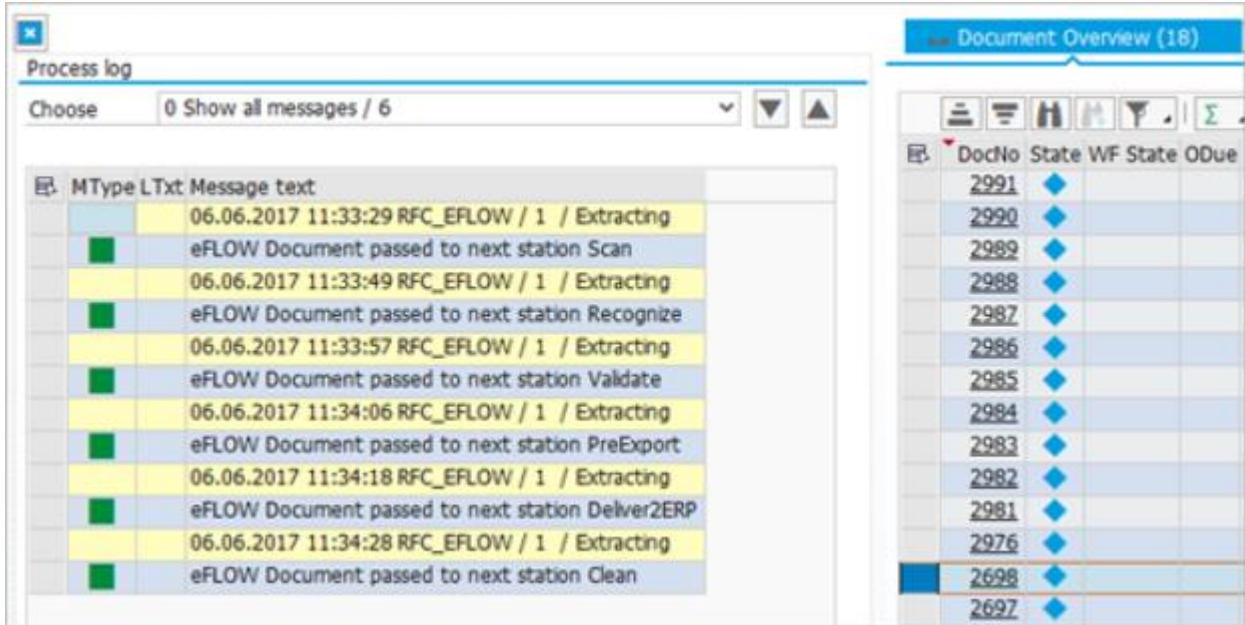 Process log
Choose 0 Show all messages / 6
MType LTxt Message text
06.06.2017 11:33:29 RFC_EFLOW / 1 / Extracting
eFLOW Document passed to next station Scan
06.06.2017 11:33:49 RFC_EFLOW / 1 / Extracting
eFLOW Document passed to next station Recognize
06.06.2017 11:33:57 RFC_EFLOW / 1 / Extracting
eFLOW Document passed to next station Validate
06.06.2017 11:34:06 RFC_EFLOW / 1 / Extracting
eFLOW Document passed to next station PreExport
06.06.2017 11:34:18 RFC_EFLOW / 1 / Extracting
eFLOW Document passed to next station Deliver2ERP
06.06.2017 11:34:28 RFC_EFLOW / 1 / Extracting
eFLOW Document passed to next station Clean
Document Overview (18)
Σ
DocNo State WF State ODue
2991
2990
2989
2988
2987
2986
2985
2984
2983
2982
2981
2976
2698
2697